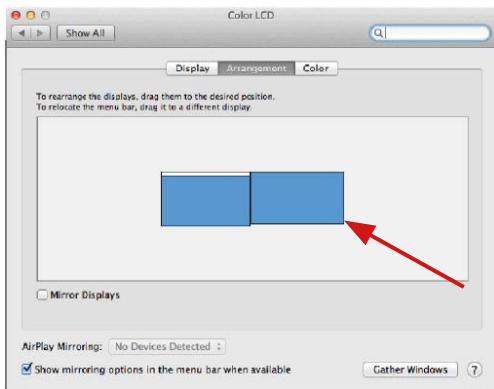 Color LCD
Show All
Display Arrangement Color
To rearrange the displays, drag them to the desired position.
To relocate the menu bar, drag it to a different display.
Mirror Displays
AirPlay Mirroring: No Devices Detected
Show mirroring options in the menu bar when available
Gather Windows ?